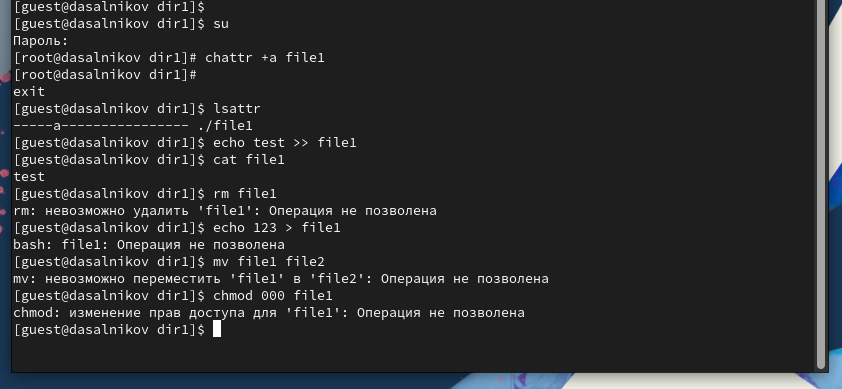 [guest@dasalnikov dir1]$
[guest@dasalnikov dir1]$ su
Пароль:
[root@dasalnikov dir1]# chattr +a file1
[root@dasalnikov dir1]#
exit
[guest@dasalnikov dir1]$ lsattr
-----a---------------- ./file1
[guest@dasalnikov dir1]$ echo test >> file1
[guest@dasalnikov dir1]$ cat file1
test
[guest@dasalnikov dir1]$ rm file1
rm: невозможно удалить 'file1': Операция не позволена
[guest@dasalnikov dir1]$ echo 123 > file1
bash: file1: Операция не позволена
[guest@dasalnikov dir1]$ mv file1 file2
mv: невозможно переместить 'file1' в 'file2': Операция не позволена
[guest@dasalnikov dir1]$ chmod 000 file1
chmod: изменение прав доступа для 'file1': Операция не позволена
[guest@dasalnikov dir1]$